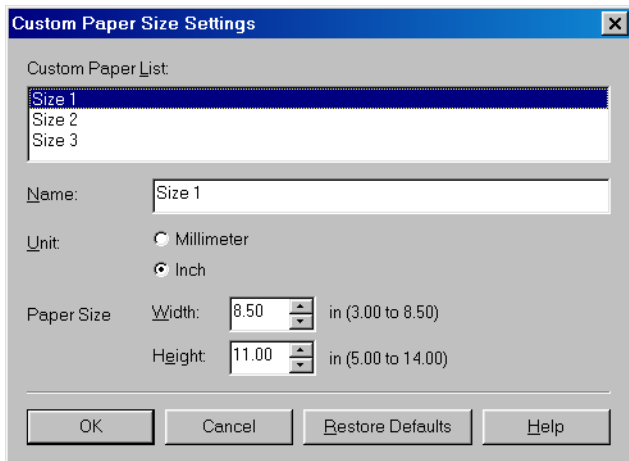 Custom Paper Size Settings
Custom Paper List:
Size 1
Size 2
Size 3
Name: Size 1
Unit: Millimeter
Inch
Paper Size Width: 8.50 in (3.00 to 8.50)
Height: 11.00 in (5.00 to 14.00)
OK Cancel Restore Defaults Help